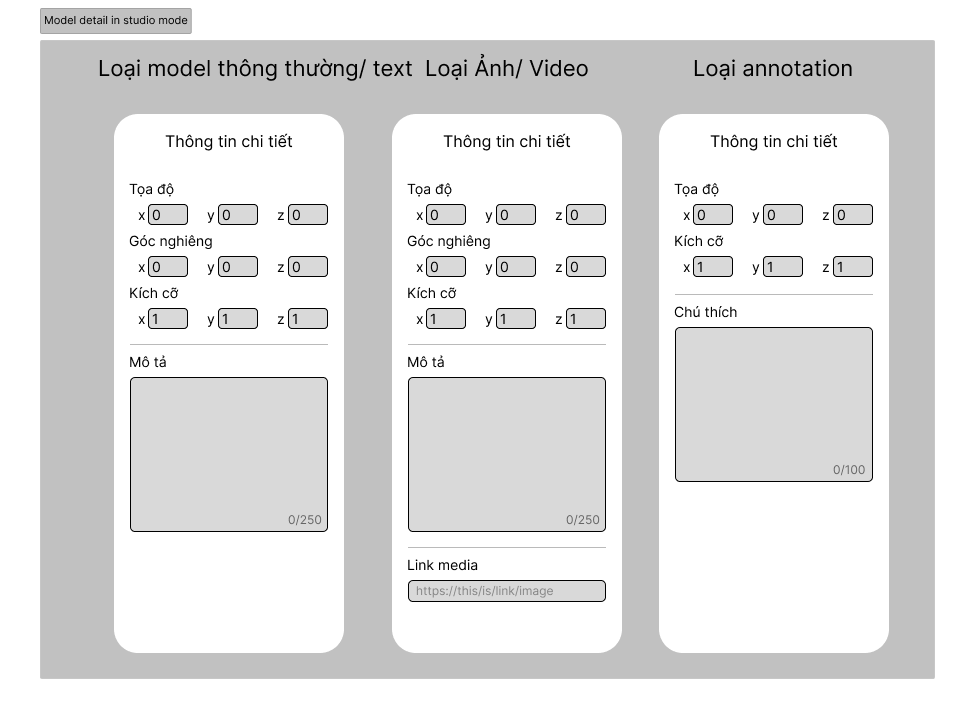 Model detail in studio mode
Loại model thông thường/ text
Loại Ảnh/ Video
Loại annotation
Thông tin chi tiết
Tọa độ
x 0 y 0 z 0
Góc nghiêng
x 0 y 0 z 0
Kích cỡ
x 1 y 1 z 1
Mô tả
0/250
Thông tin chi tiết
Tọa độ
x 0 y 0 z 0
Góc nghiêng
x 0 y 0 z 0
Kích cỡ
x 1 y 1 z 1
Mô tả
0/250
Link media
https://this/is/link/image
Thông tin chi tiết
Tọa độ
x 0 y 0 z 0
Kích cỡ
x 1 y 1 z 1
Chú thích
0/100